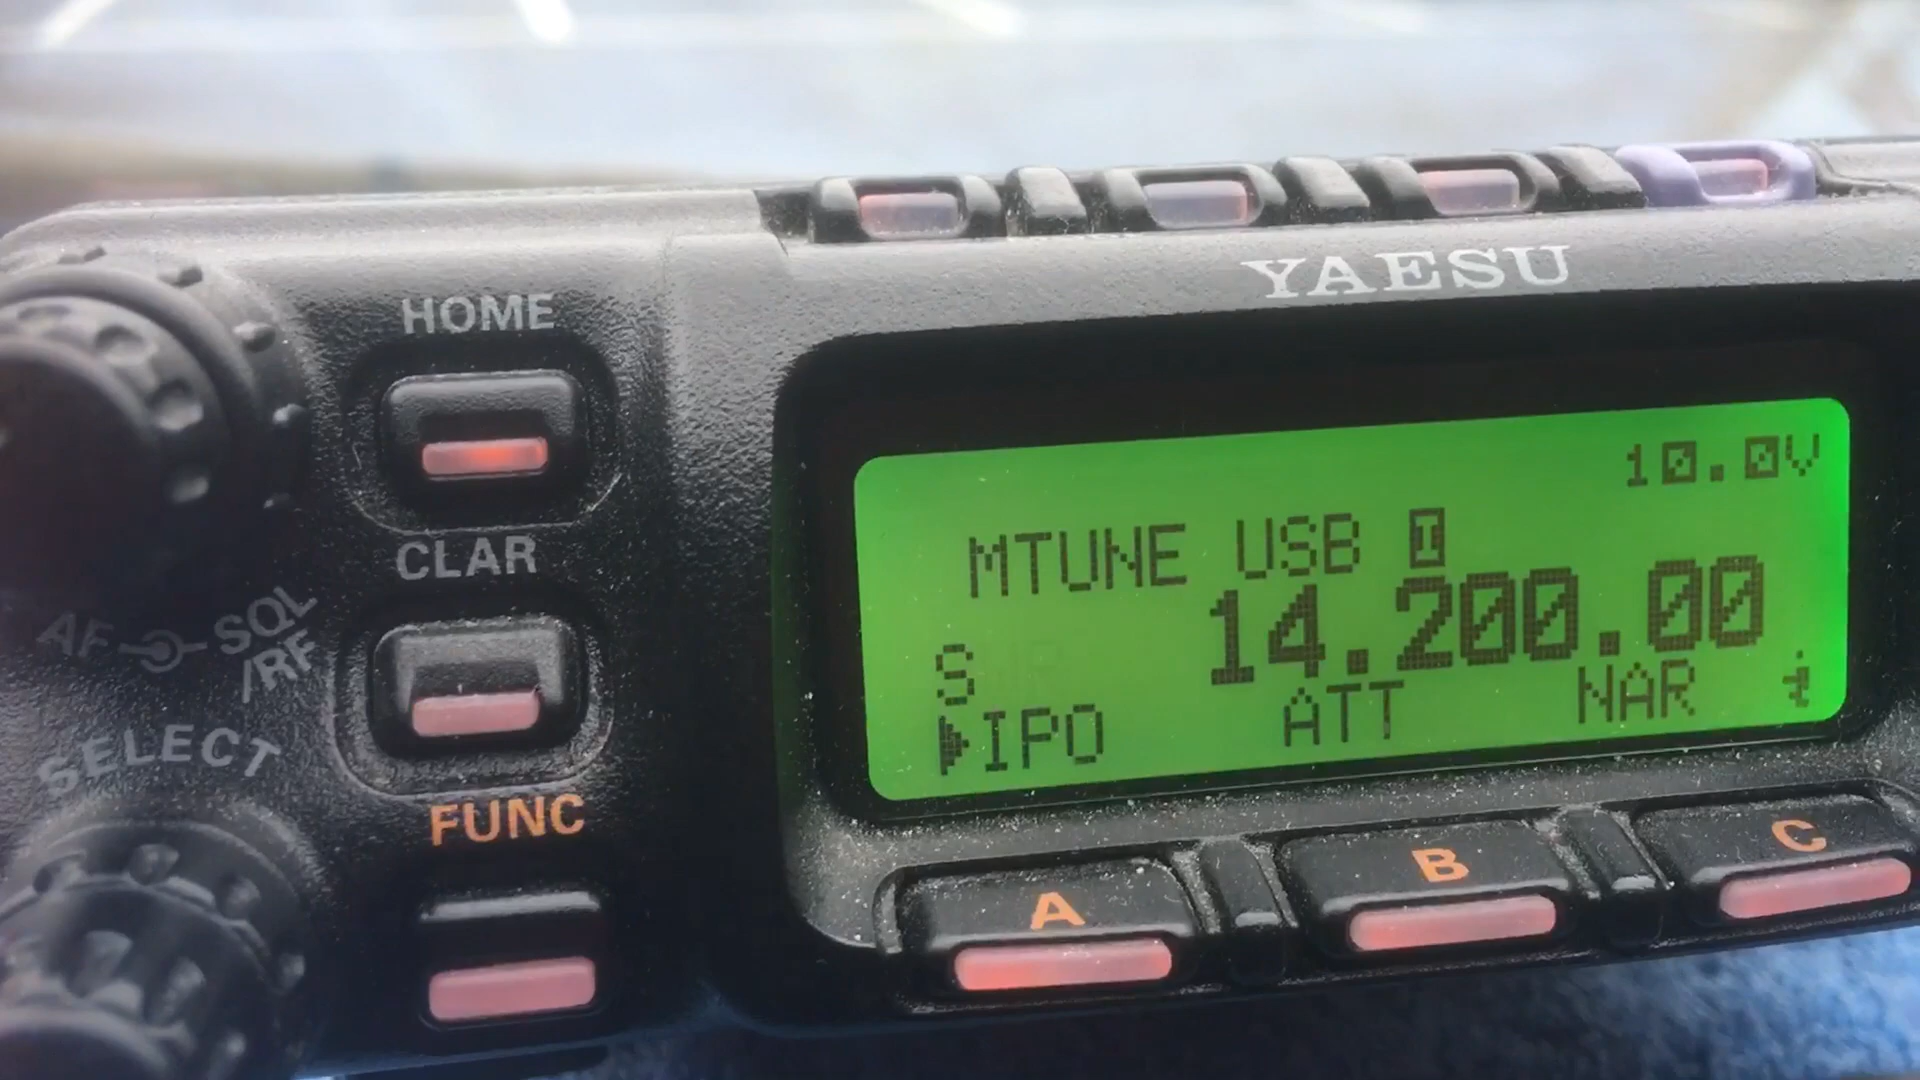 YAESU
HOME
10.0V
MTUNE USB I
CLAR
14.200.00
AF SQL
/RF
S
IPO ATT NAR
SELECT
FUNC
A B C